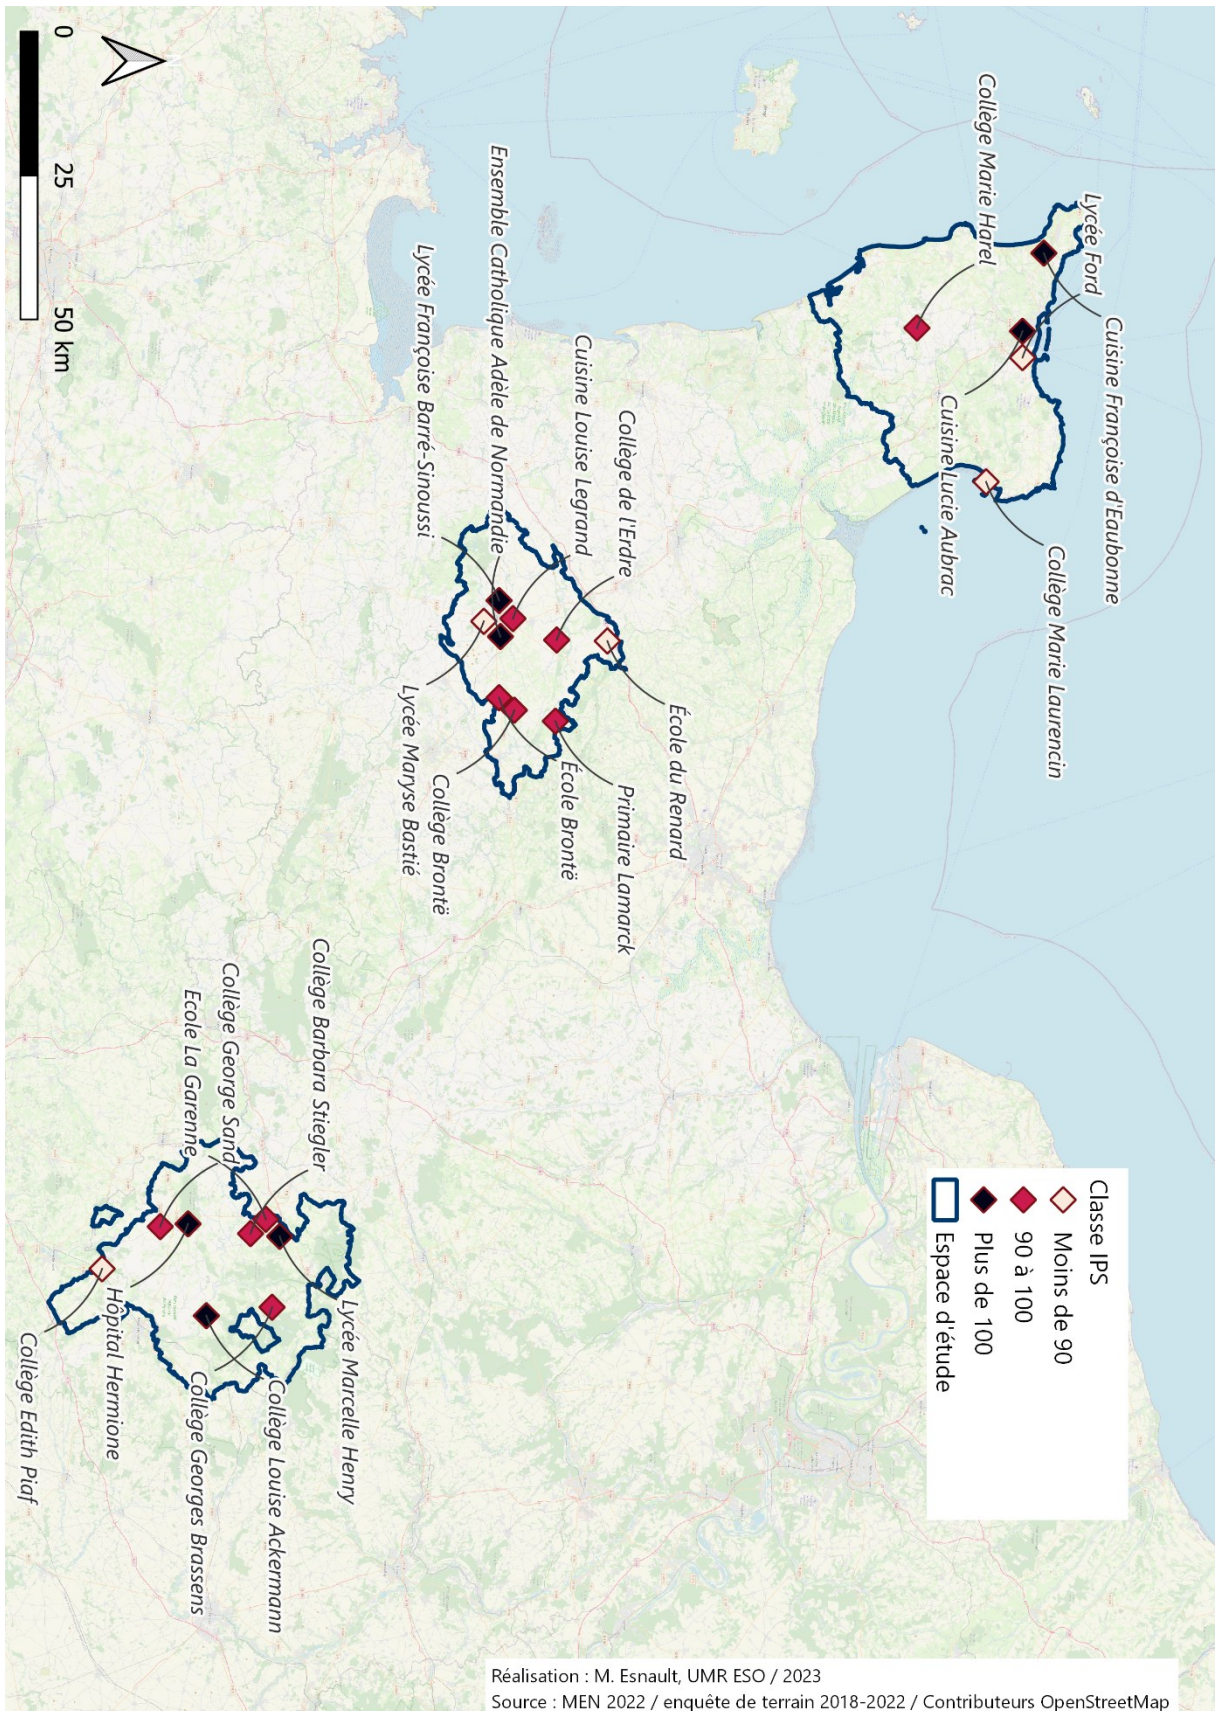 Collège Marie Harel
Lycée Ford
Cuisine Françoise d'Eaubonne
Cuisine Lucie Aubrac
Collège Marie Laurencin
Lycée Françoise Barré-Sinoussi
Ensemble Catholique Adèle de Normandie
Cuisine Louise Legrand
Collège de l'Erdre
École du Renard
Primaire Lamarck
École Brontë
Collège Brontë
Lycée Maryse Bastié
Collège Barbara Stiegler
Collège George Sand
Ecole La Garenne
Lycée Marcelle Henry
Collège Louise Ackermann
Collège Georges Brassens
Hôpital Hermione
Collège Edith Piaf
Classe IPS
Moins de 90
90 à 100
Plus de 100
Espace d'étude
N
0 25 50 km
Réalisation : M. Esnault, UMR ESO / 2023
Source : MEN 2022 / enquête de terrain 2018-2022 / Contributeurs OpenStreetMap